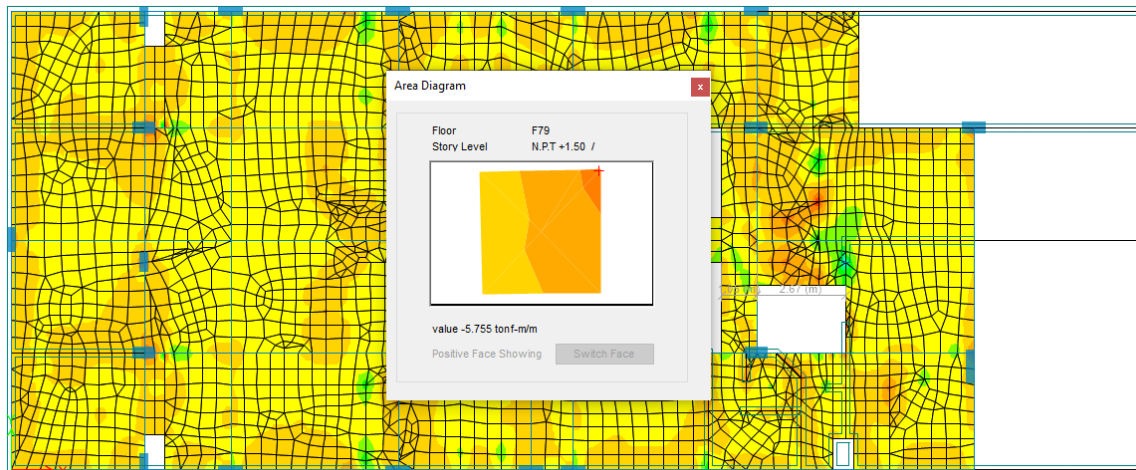 Area Diagram
x
Floor F79
Story Level N.P.T +1.50 /
value -5.755 tonf-m/m
Positive Face Showing Switch Face
2.67 (m)